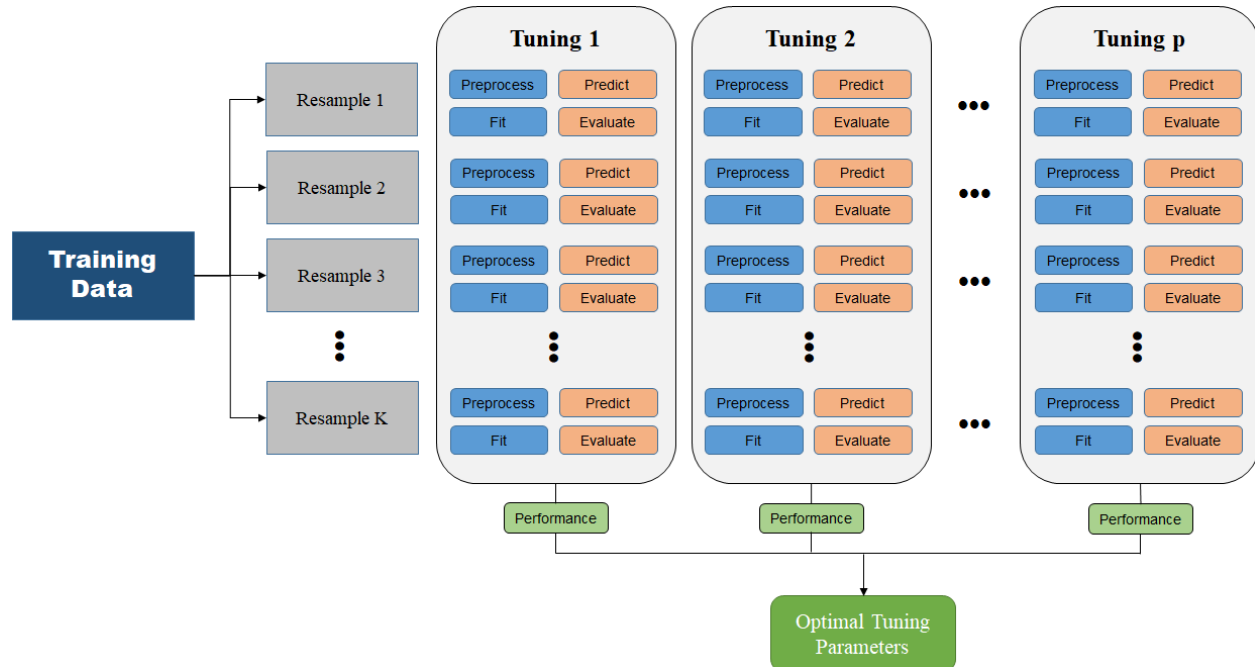 Tuning 1
Tuning 2
Tuning p
Resample 1
Preprocess
Predict
Preprocess
Predict
Preprocess
Predict
Fit
Evaluate
Fit
Evaluate
Fit
Evaluate
Resample 2
Preprocess
Predict
Preprocess
Predict
Preprocess
Predict
Fit
Evaluate
Fit
Evaluate
Fit
Evaluate
Training
Data
Resample 3
Preprocess
Predict
Preprocess
Predict
Preprocess
Predict
Fit
Evaluate
Fit
Evaluate
Fit
Evaluate
Resample K
Preprocess
Predict
Preprocess
Predict
Preprocess
Predict
Fit
Evaluate
Fit
Evaluate
Fit
Evaluate
Performance
Performance
Performance
Optimal Tuning
Parameters